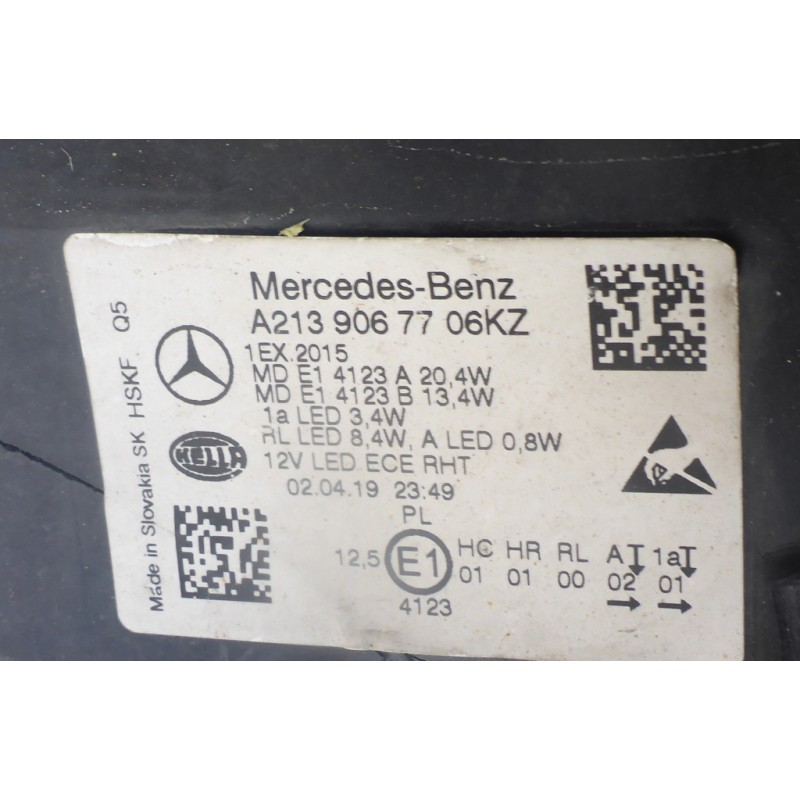 Mercedes-Benz
A213 906 77 06KZ
1EX.2015
MD E1 4123 A 20,4W
MD E1 4123 B 13,4W
1a LED 3,4W
RL LED 8,4W, A LED 0,8W
12V LED ECE RHT
02.04.19 23:49
PL
12,5 E1 HC HR RL A 1a
01 01 00 02 01
4123
HELLA
Made in Slovakia SK HSKF Q5